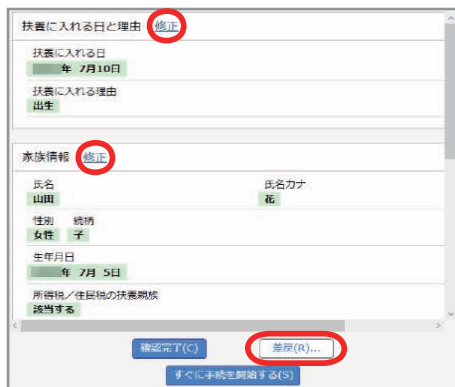 扶養に入れる日と理由 修正
扶養に入れる日
年 7月10日
扶養に入れる理由
出生
家族情報 修正
氏名 氏名カナ
山田 花
性別 続柄
女性 子
生年月日
年 7月 5日
所得税／住民税の扶養親族
該当する
確認完了(C) 差戻(R)...
すぐに手続を開始する(S)